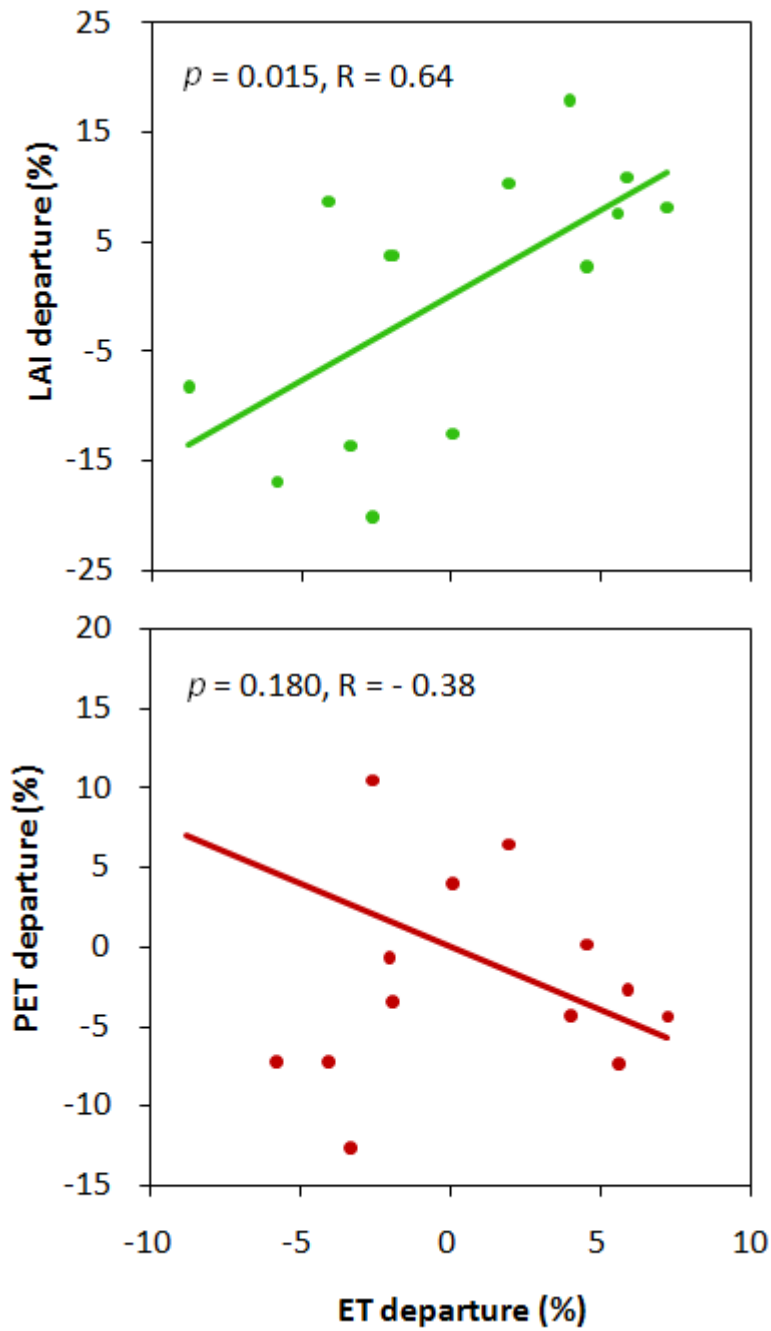 25
p = 0.015, R = 0.64
15
5
-5
-15
-25
LAI departure (%)
20
p = 0.180, R = - 0.38
15
10
5
0
-5
-10
-15
PET departure (%)
-10 -5 0 5 10
ET departure (%)